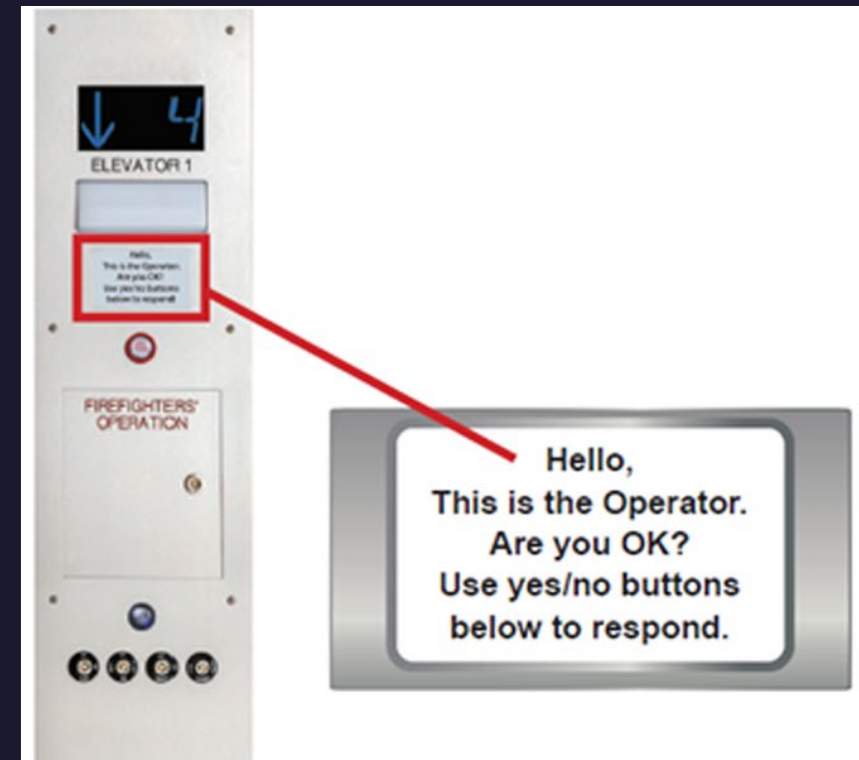 ↓ 4
ELEVATOR 1
Hello,
This is the Operator.
Are you OK?
Use yes/no buttons
below to respond.
FIREFIGHTERS'
OPERATION
Hello,
This is the Operator.
Are you OK?
Use yes/no buttons
below to respond.